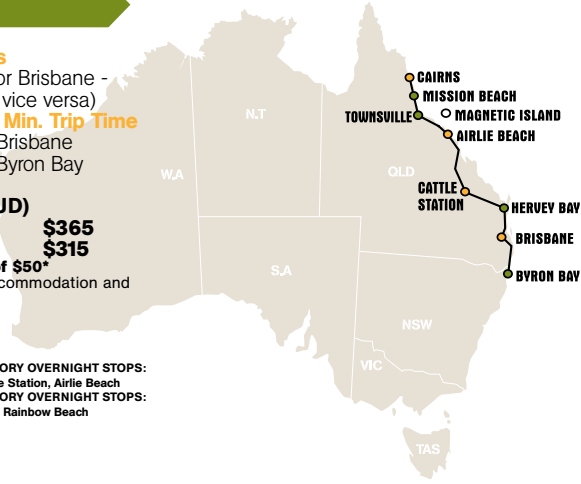 s
or Brisbane -
vice versa)
Min. Trip Time
Brisbane
Byron Bay
UD)
$365
$315
of $50*
commodation and
ORY OVERNIGHT STOPS:
e Station, Airlie Beach
ORY OVERNIGHT STOPS:
Rainbow Beach
CAIRNS
MISSION BEACH
TOWNSVILLE
MAGNETIC ISLAND
AIRLIE BEACH
CATTLE
STATION
HERVEY BAY
BRISBANE
BYRON BAY
N.T
W.A
QLD
S.A
NSW
VIC
TAS